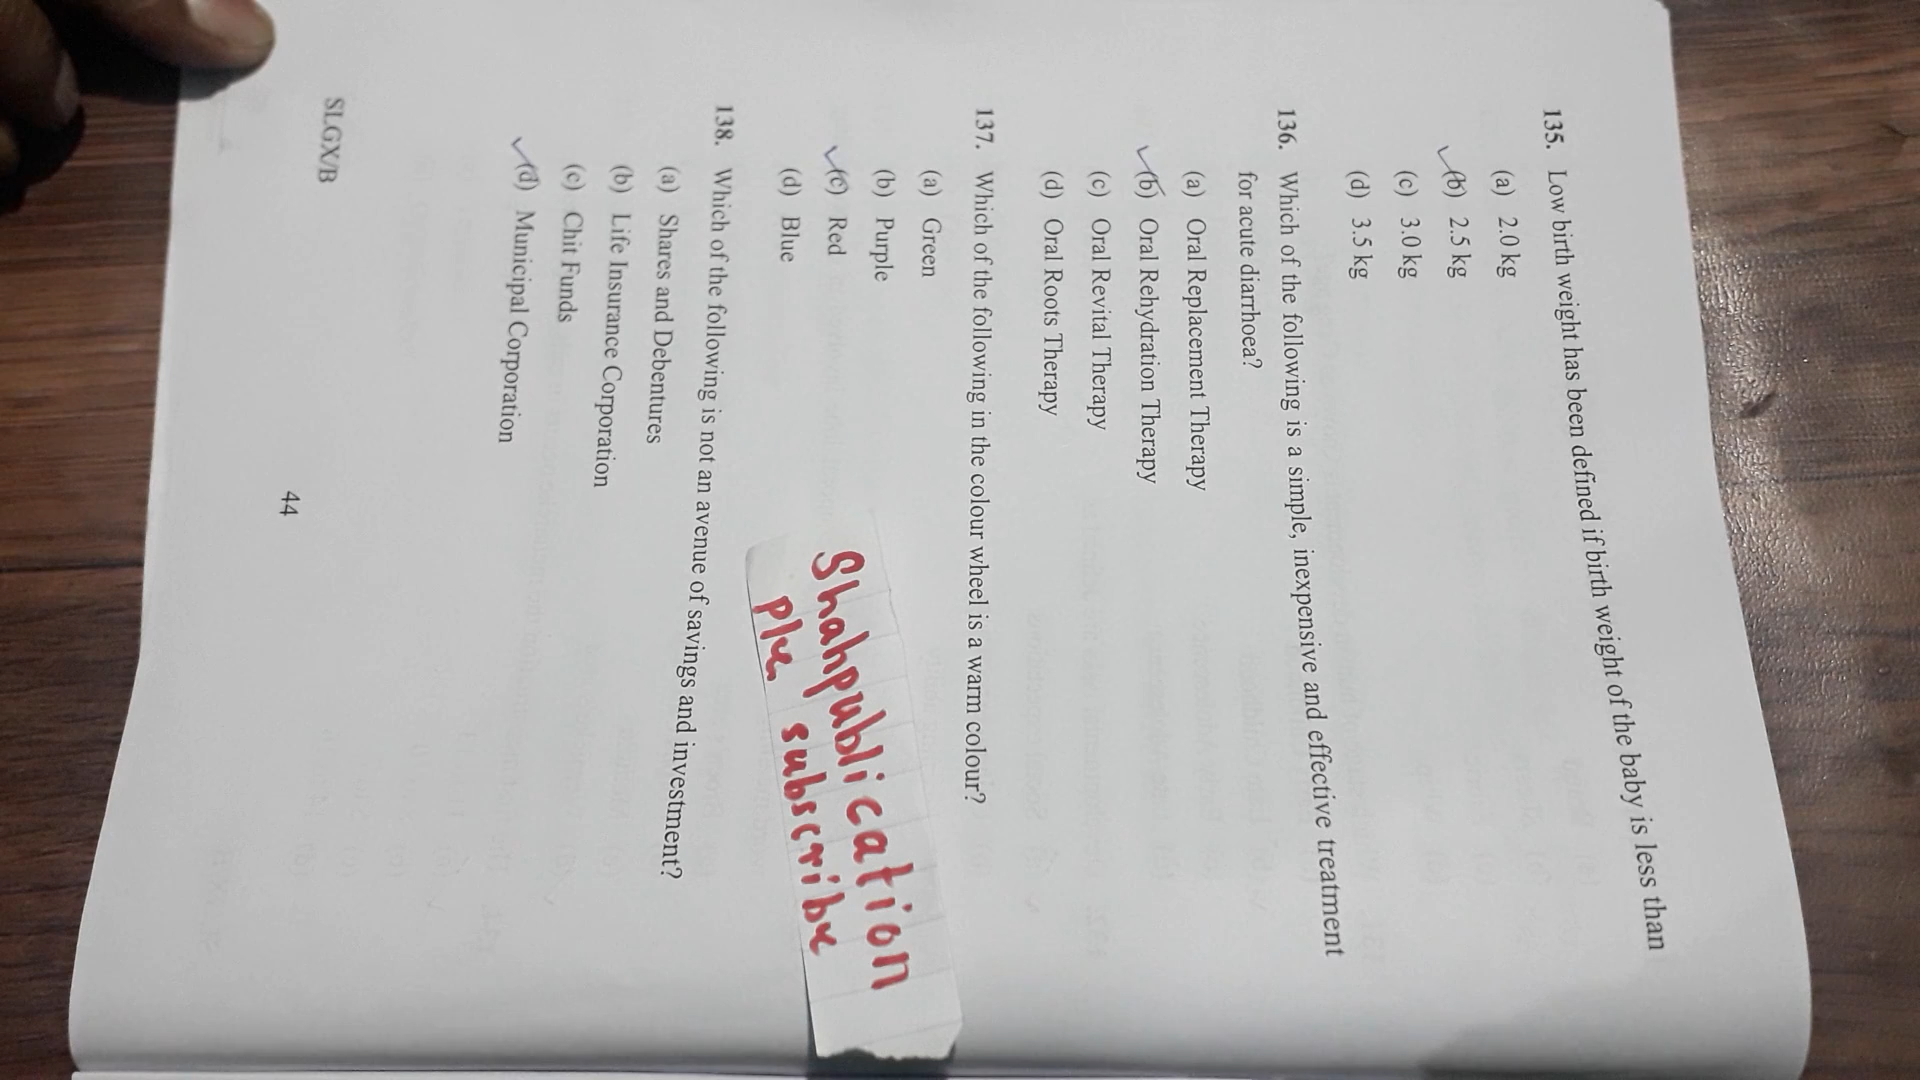 135. Low birth weight has been defined if birth weight of the baby is less than
(a) 2.0 kg
(b) 2.5 kg
(c) 3.0 kg
(d) 3.5 kg
136. Which of the following is a simple, inexpensive and effective treatment
for acute diarrhoea?
(a) Oral Replacement Therapy
(b) Oral Rehydration Therapy
(c) Oral Revital Therapy
(d) Oral Roots Therapy
137. Which of the following in the colour wheel is a warm colour?
(a) Green
(b) Purple
(c) Red
(d) Blue
Shahpublication
plz subscribe
138. Which of the following is not an avenue of savings and investment?
(a) Shares and Debentures
(b) Life Insurance Corporation
(c) Chit Funds
(d) Municipal Corporation
SLGX/B
44